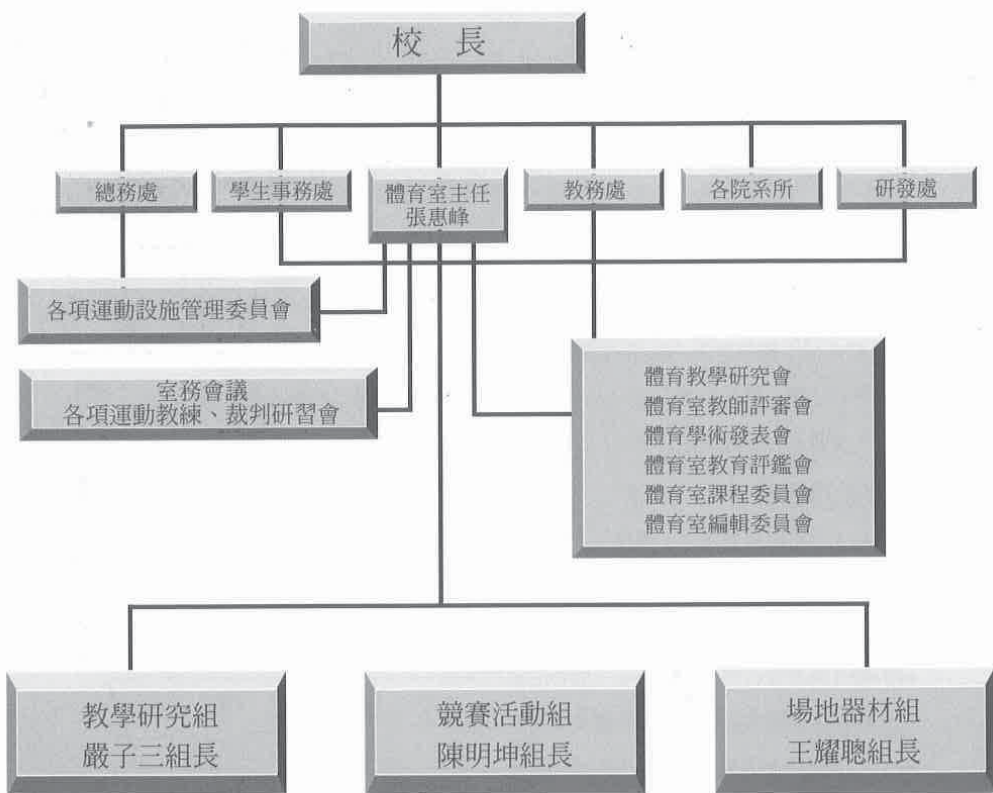 校 長
總務處
學生事務處
體育室主任
張惠峰
教務處
各院系所
研發處
各項運動設施管理委員會
室務會議
各項運動教練、裁判研習會
體育教學研究會
體育室教師評審會
體育學術發表會
體育室教育評鑑會
體育室課程委員會
體育室編輯委員會
教學研究組
嚴子三組長
競賽活動組
陳明坤組長
場地器材組
王耀聰組長